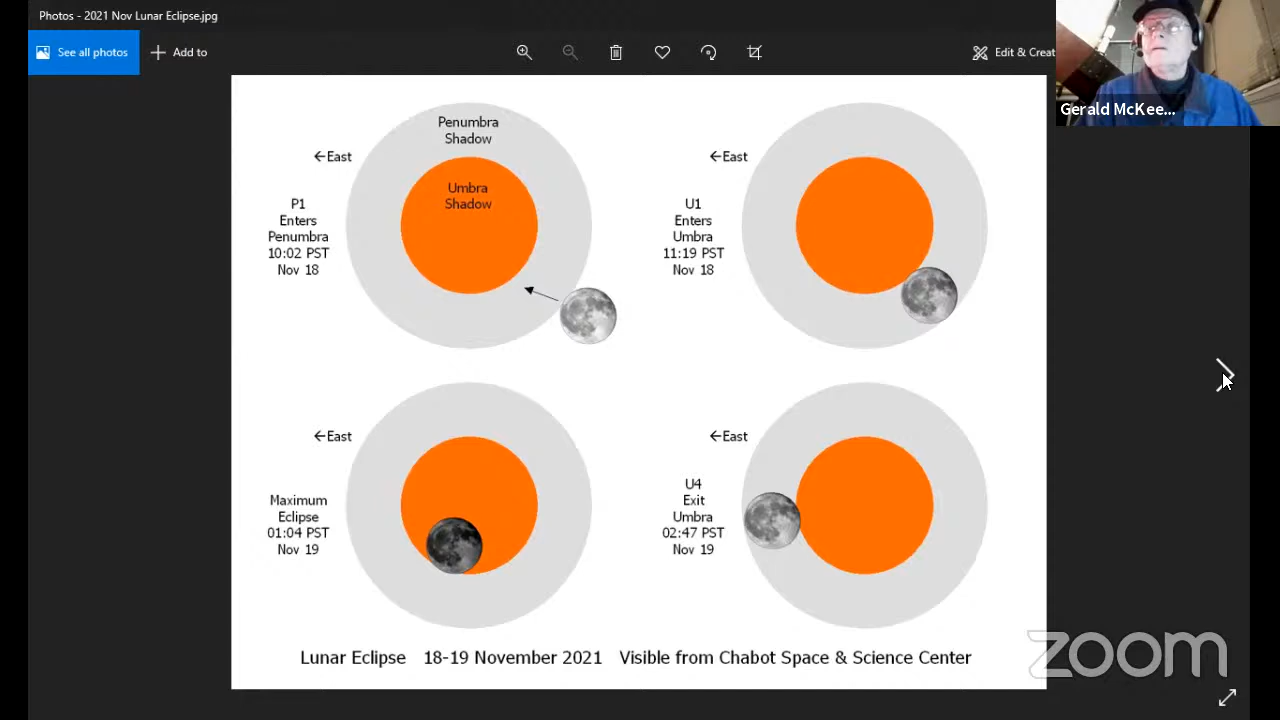 Photos - 2021 Nov Lunar Eclipse.jpg
See all photos
Add to
Edit & Creat
Gerald McKee...
Penumbra
Shadow
Umbra
Shadow
←East
P1
Enters
Penumbra
10:02 PST
Nov 18
←East
U1
Enters
Umbra
11:19 PST
Nov 18
←East
Maximum
Eclipse
01:04 PST
Nov 19
←East
U4
Exit
Umbra
02:47 PST
Nov 19
Lunar Eclipse 18-19 November 2021 Visible from Chabot Space & Science Center
zoom